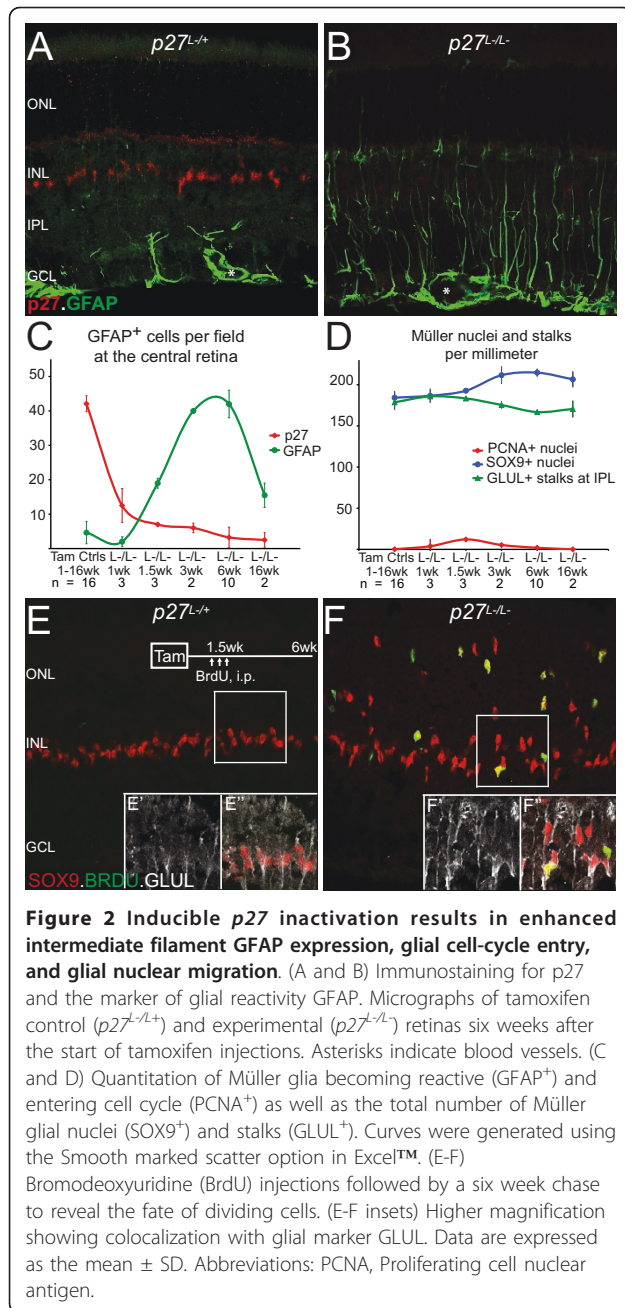 A
p27^L-/+
B
p27^L-/L-
ONL
INL
IPL
GCL
*
*
p27.GFAP
C
GFAP+ cells per field
at the central retina
50
40
30
20
10
p27
GFAP
Tam Ctrls L-/L- L-/L- L-/L- L-/L- L-/L-
1-16wk 1wk 1.5wk 3wk 6wk 16wk
n = 16 3 3 2 10 2
D
Müller nuclei and stalks
per millimeter
200
150
100
50
PCNA+ nuclei
SOX9+ nuclei
GLUL+ stalks at IPL
Tam Ctrls L-/L- L-/L- L-/L- L-/L- L-/L-
1-16wk 1wk 1.5wk 3wk 6wk 16wk
n = 16 3 3 2 10 2
E
p27^L-/+
F
p27^L-/L-
Tam
1.5wk 6wk
BrdU, i.p.
ONL
INL
GCL
E' E"
F' F"
SOX9.BRDU.GLUL
Figure 2 Inducible p27 inactivation results in enhanced
intermediate filament GFAP expression, glial cell-cycle entry,
and glial nuclear migration. (A and B) Immunostaining for p27
and the marker of glial reactivity GFAP. Micrographs of tamoxifen
control (p27^L-/L+) and experimental (p27^L-/L-) retinas six weeks after
the start of tamoxifen injections. Asterisks indicate blood vessels. (C
and D) Quantitation of Müller glia becoming reactive (GFAP+) and
entering cell cycle (PCNA+) as well as the total number of Müller
glial nuclei (SOX9+) and stalks (GLUL+). Curves were generated using
the Smooth marked scatter option in Excel™. (E-F)
Bromodeoxyuridine (BrdU) injections followed by a six week chase
to reveal the fate of dividing cells. (E-F insets) Higher magnification
showing colocalization with glial marker GLUL. Data are expressed
as the mean ± SD. Abbreviations: PCNA, Proliferating cell nuclear
antigen.